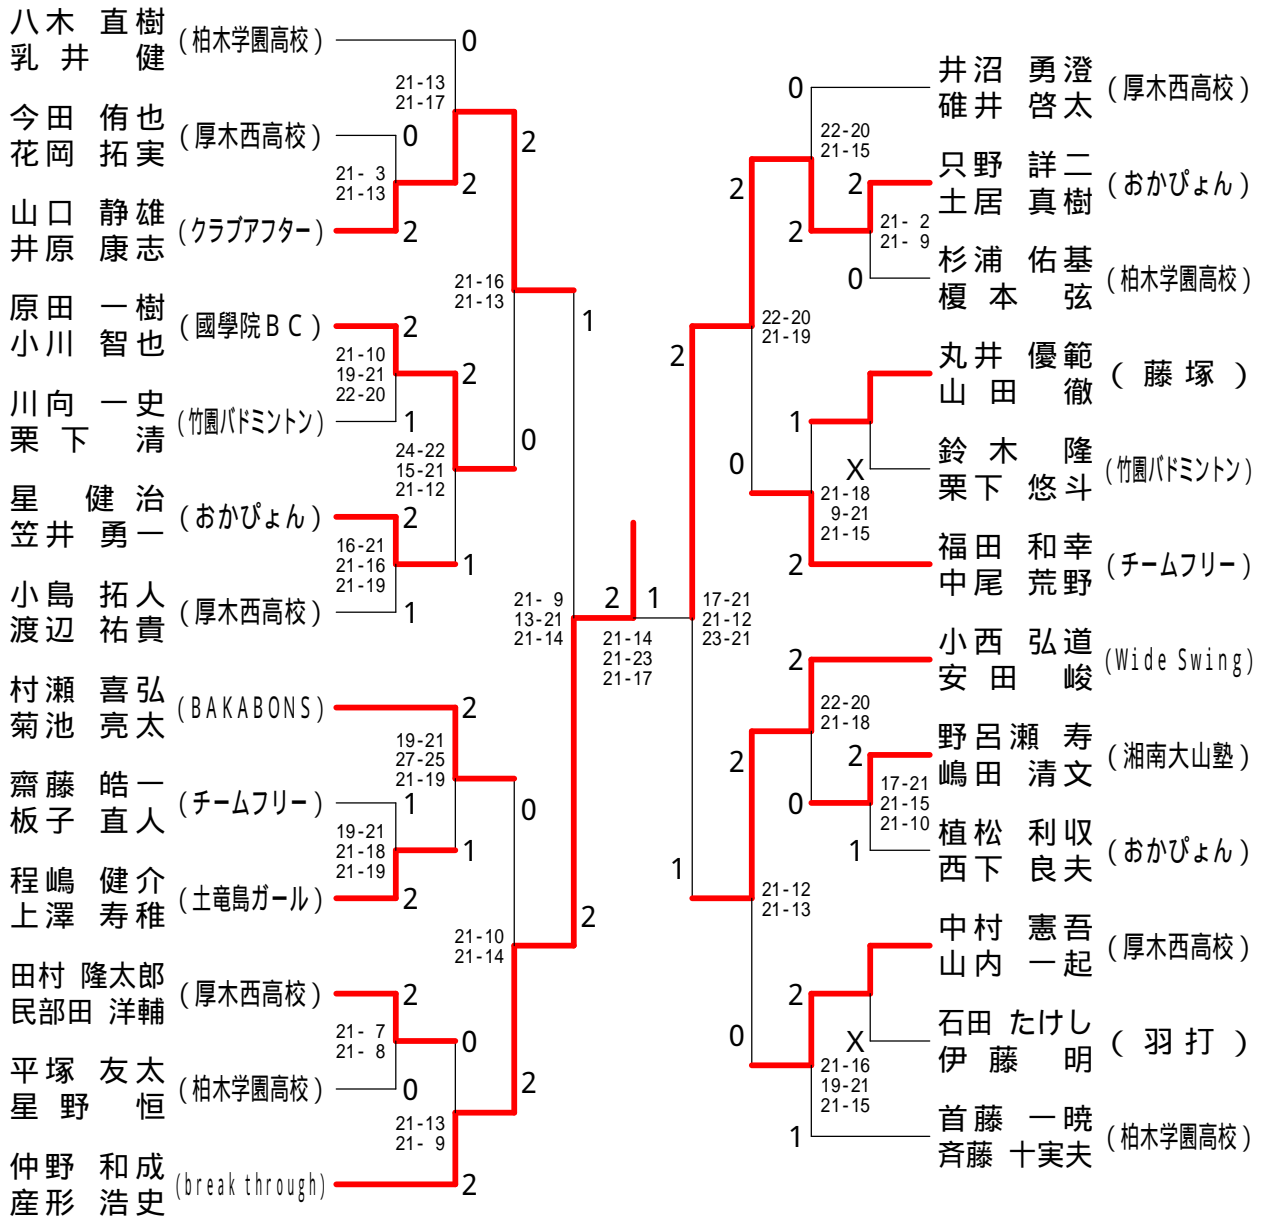 八木 直樹
乳井 健
(柏木学園高校)
0
21-13
21-17
今田 侑也
花岡 拓実
(厚木西高校)
0
2
21- 3
21-13
2
山口 静雄
井原 康志
(クラブアフター)
2
21-16
21-13
原田 一樹
小川 智也
(國學院BC)
2
1
21-10
19-21
22-20
2
川向 一史
栗下 清
(竹園バドミントン)
1
0
24-22
15-21
21-12
星 健治
笠井 勇一
(おかぴょん)
2
16-21
21-16
21-19
1
小島 拓人
渡辺 祐貴
(厚木西高校)
1
21- 9
13-21
21-14
2
1
21-14
21-23
21-17
村瀬 喜弘
菊池 亮太
(BAKABONS)
2
19-21
27-25
21-19
齋藤 皓一
板子 直人
(チームフリー)
1
0
19-21
21-18
21-19
1
程嶋 健介
上澤 寿稚
(土竜島ガール)
2
2
21-10
21-14
田村 隆太郎
民部田 洋輔
(厚木西高校)
2
21- 7
21- 8
0
平塚 友太
星野 恒
(柏木学園高校)
0
2
21-13
21- 9
仲野 和成
産形 浩史
(break through)
2
井沼 勇澄
碓井 啓太
(厚木西高校)
0
22-20
21-15
只野 詳二
土居 真樹
(おかぴょん)
2
2
21- 2
21- 9
2
杉浦 佑基
榎本 弦
(柏木学園高校)
0
22-20
21-19
2
丸井 優範
山田 徹
(藤塚)
1
鈴木 隆
栗下 悠斗
(竹園バドミントン)
X
0
21-18
9-21
21-15
福田 和幸
中尾 荒野
(チームフリー)
2
17-21
21-12
23-21
小西 弘道
安田 峻
(Wide Swing)
2
22-20
21-18
野呂瀬 寿
嶋田 清文
(湘南大山塾)
2
2
17-21
21-15
21-10
0
植松 利収
西下 良夫
(おかぴょん)
1
1
21-12
21-13
中村 憲吾
山内 一起
(厚木西高校)
2
石田 たけし
伊藤 明
(羽打)
X
0
21-16
19-21
21-15
首藤 一暁
斉藤 十実夫
(柏木学園高校)
1